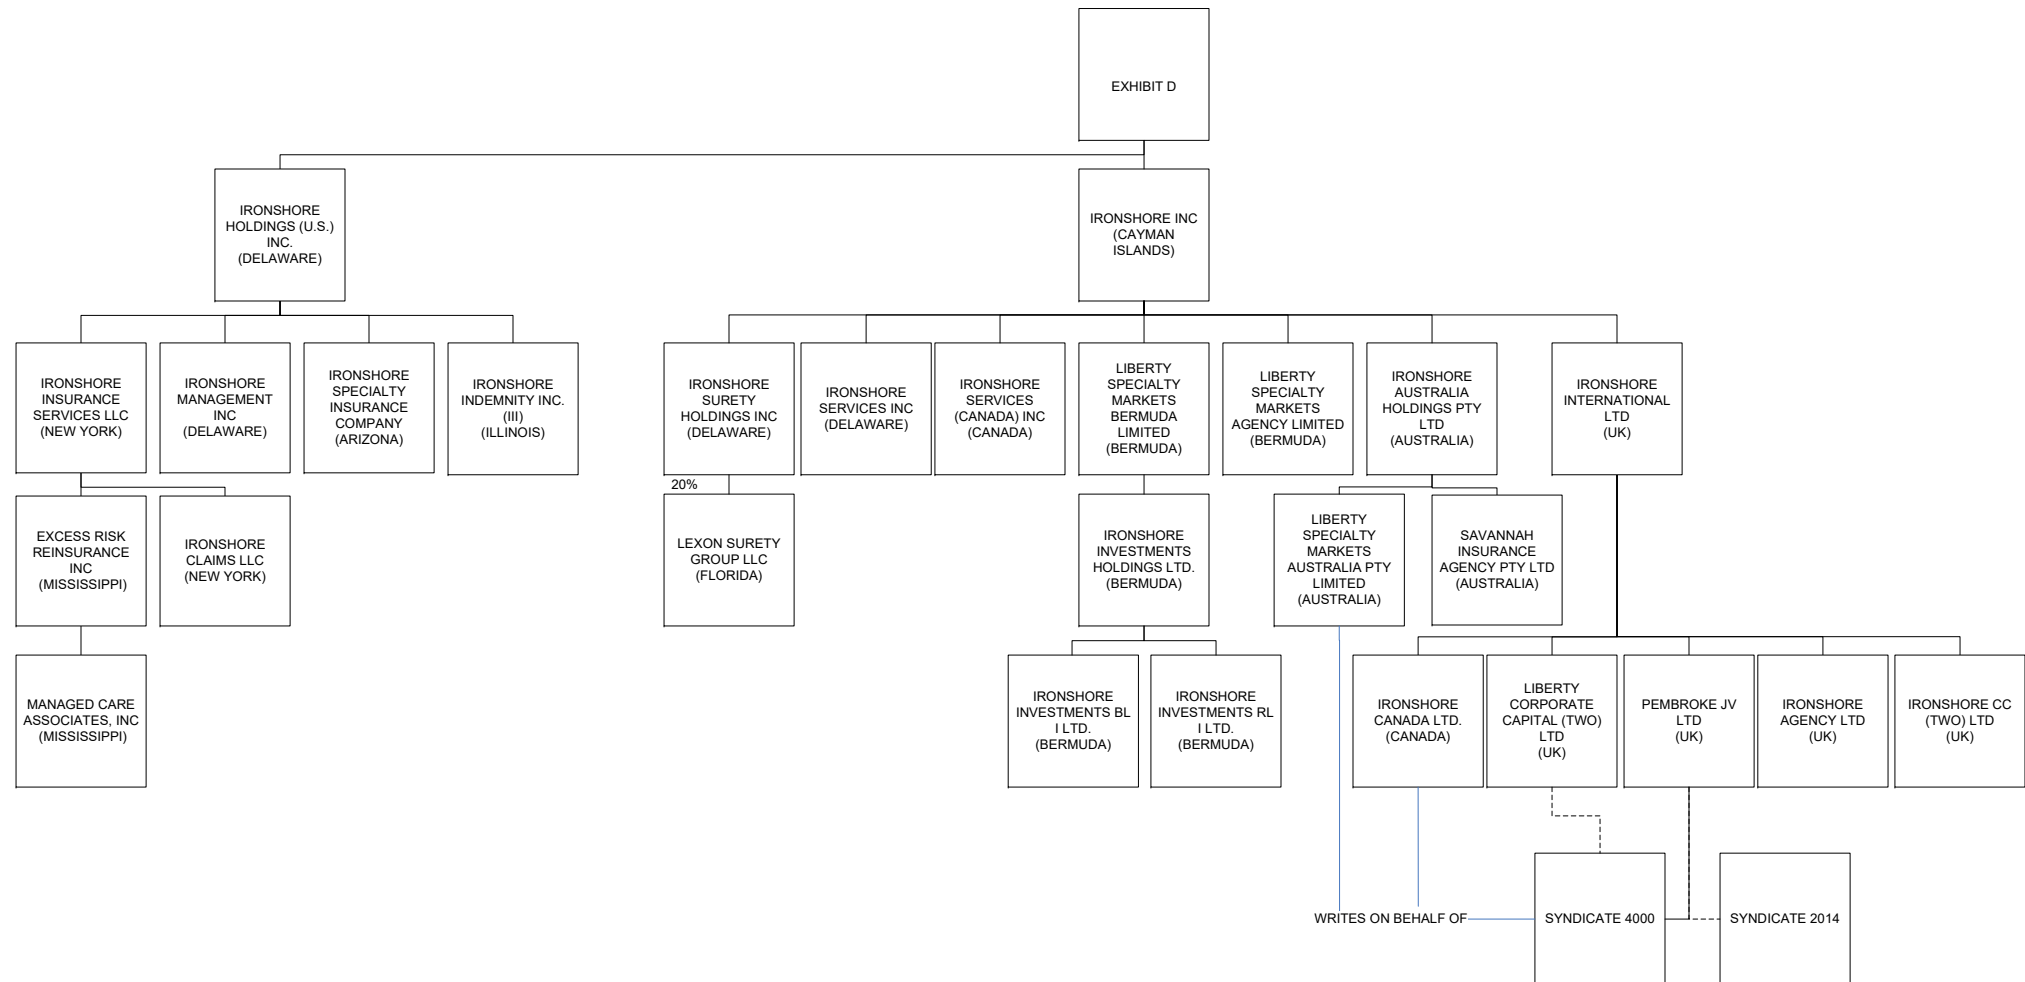 EXHIBIT D
IRONSHORE
HOLDINGS (U.S.)
INC.
(DELAWARE)
IRONSHORE INC
(CAYMAN
ISLANDS)
IRONSHORE
INSURANCE
SERVICES LLC
(NEW YORK)
IRONSHORE
MANAGEMENT
INC
(DELAWARE)
IRONSHORE
SPECIALTY
INSURANCE
COMPANY
(ARIZONA)
IRONSHORE
INDEMNITY INC.
(III)
(ILLINOIS)
IRONSHORE
SURETY
HOLDINGS INC
(DELAWARE)
IRONSHORE
SERVICES INC
(DELAWARE)
IRONSHORE
SERVICES
(CANADA) INC
(CANADA)
LIBERTY
SPECIALTY
MARKETS
BERMUDA
LIMITED
(BERMUDA)
LIBERTY
SPECIALTY
MARKETS
AGENCY LIMITED
(BERMUDA)
IRONSHORE
AUSTRALIA
HOLDINGS PTY
LTD
(AUSTRALIA)
IRONSHORE
INTERNATIONAL
LTD
(UK)
20%
EXCESS RISK
REINSURANCE
INC
(MISSISSIPPI)
IRONSHORE
CLAIMS LLC
(NEW YORK)
LEXON SURETY
GROUP LLC
(FLORIDA)
IRONSHORE
INVESTMENTS
HOLDINGS LTD.
(BERMUDA)
LIBERTY
SPECIALTY
MARKETS
AUSTRALIA PTY
LIMITED
(AUSTRALIA)
SAVANNAH
INSURANCE
AGENCY PTY LTD
(AUSTRALIA)
MANAGED CARE
ASSOCIATES, INC
(MISSISSIPPI)
IRONSHORE
INVESTMENTS BL
I LTD.
(BERMUDA)
IRONSHORE
INVESTMENTS RL
I LTD.
(BERMUDA)
IRONSHORE
CANADA LTD.
(CANADA)
LIBERTY
CORPORATE
CAPITAL (TWO)
LTD
(UK)
PEMBROKE JV
LTD
(UK)
IRONSHORE
AGENCY LTD
(UK)
IRONSHORE CC
(TWO) LTD
(UK)
WRITES ON BEHALF OF
SYNDICATE 4000
SYNDICATE 2014